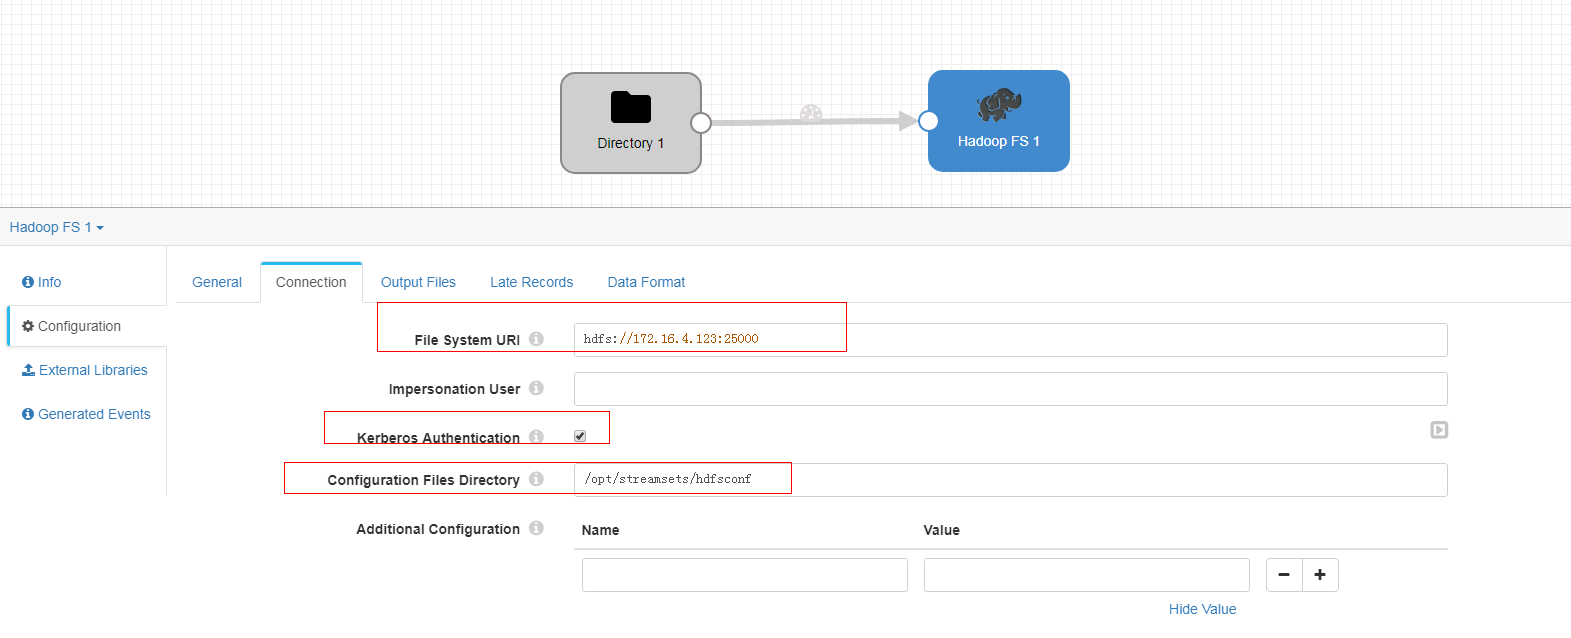 Directory 1
Hadoop FS 1
Hadoop FS 1
Info
Configuration
External Libraries
Generated Events
General
Connection
Output Files
Late Records
Data Format
File System URI
hdfs://172.16.4.123:25000
Impersonation User
Kerberos Authentication
Configuration Files Directory
/opt/streamsets/hdfsconf
Additional Configuration
Name
Value
Hide Value